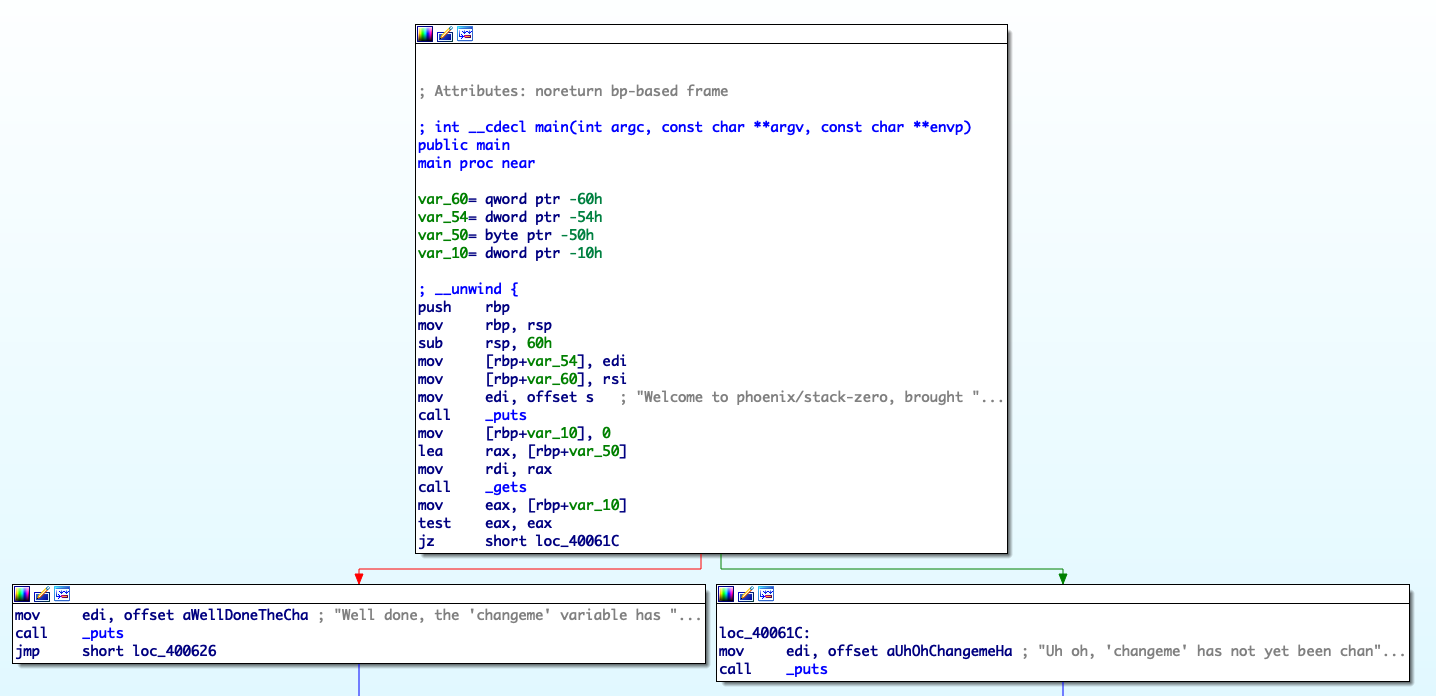 ; Attributes: noreturn bp-based frame
; int __cdecl main(int argc, const char **argv, const char **envp)
public main
main proc near
var_60= qword ptr -60h
var_54= dword ptr -54h
var_50= byte ptr -50h
var_10= dword ptr -10h
; __unwind {
push rbp
mov rbp, rsp
sub rsp, 60h
mov [rbp+var_54], edi
mov [rbp+var_60], rsi
mov edi, offset s ; "Welcome to phoenix/stack-zero, brought "...
call _puts
mov [rbp+var_10], 0
lea rax, [rbp+var_50]
mov rdi, rax
call _gets
mov eax, [rbp+var_10]
test eax, eax
jz short loc_40061C
mov edi, offset aWellDoneTheCha ; "Well done, the 'changeme' variable has "...
call _puts
jmp short loc_400626
loc_40061C:
mov edi, offset aUhOhChangemeHa ; "Uh oh, 'changeme' has not yet been chan"...
call _puts